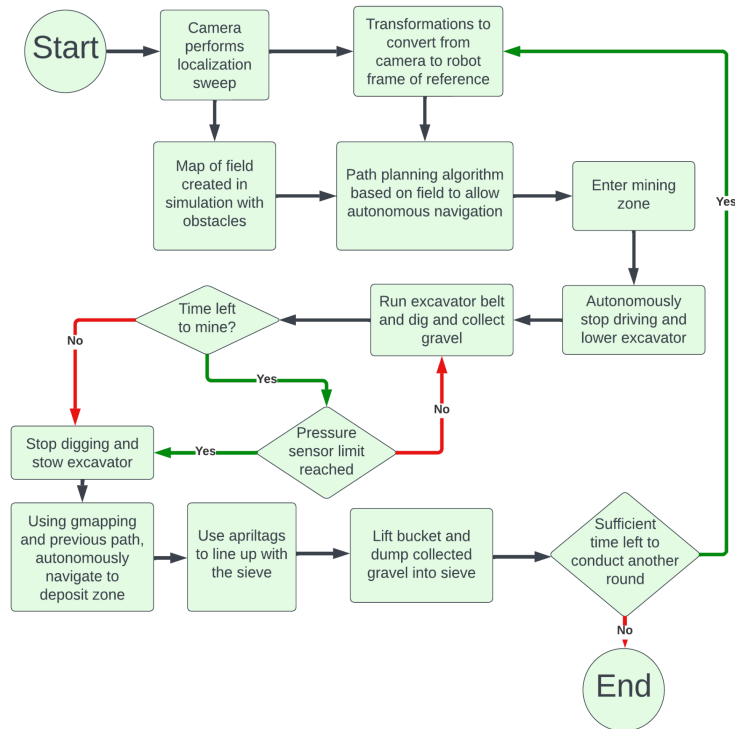 Start
Camera
performs
localization
sweep
Transformations to
convert from
camera to robot
frame of reference
Map of field
created in
simulation with
obstacles
Path planning algorithm
based on field to allow
autonomous navigation
Enter mining
zone
Yes
Time left
to mine?
Run excavator belt
and dig and collect
gravel
Autonomously
stop driving and
lower excavator
No
Yes
No
Pressure
sensor limit
reached
Yes
Stop digging and
stow excavator
Using gmapping
and previous path,
autonomously
navigate to
deposit zone
Use apriltags
to line up with
the sieve
Lift bucket and
dump collected
gravel into sieve
Sufficient
time left to
conduct another
round
No
End